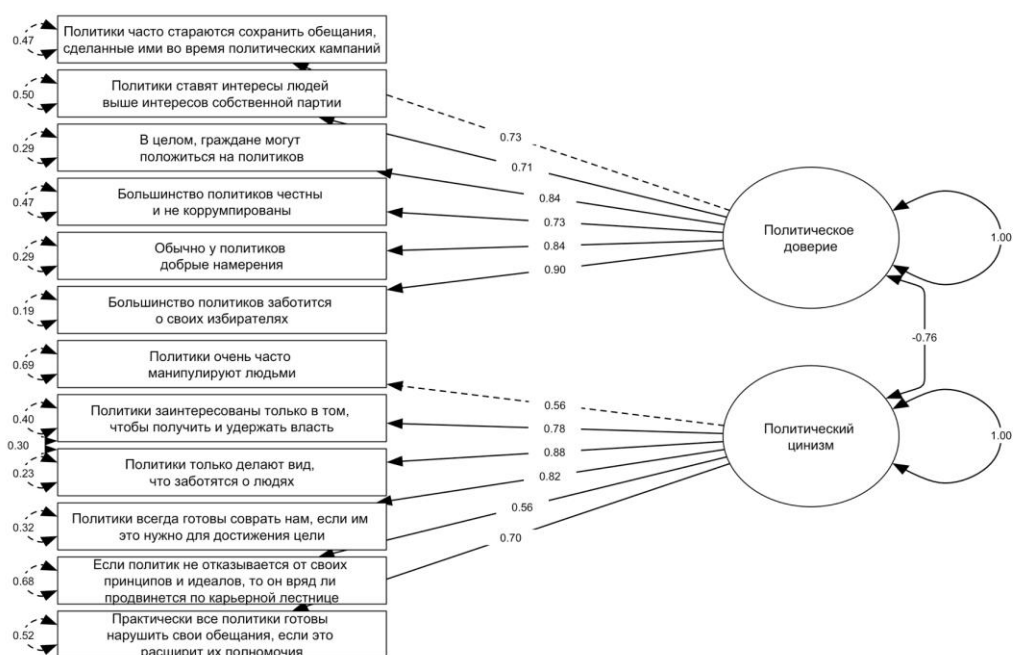 Политики часто стараются сохранить обещания,
сделанные ими во время политических кампаний
0.47
Политики ставят интересы людей
выше интересов собственной партии
0.50
В целом, граждане могут
положиться на политиков
0.29
Большинство политиков честны
и не коррумпированы
0.47
Обычно у политиков
добрые намерения
0.29
Большинство политиков заботится
о своих избирателях
0.19
Политики очень часто
манипулируют людьми
0.69
Политики заинтересованы только в том,
чтобы получить и удержать власть
0.40
0.30
Политики только делают вид,
что заботятся о людях
0.23
Политики всегда готовы соврать нам, если им
это нужно для достижения цели
0.32
Если политик не отказывается от своих
принципов и идеалов, то он вряд ли
продвинется по карьерной лестнице
0.68
Практически все политики готовы
нарушить свои обещания, если это
расширит их полномочия
0.52
0.73
0.71
0.84
0.73
0.84
0.90
0.56
0.78
0.88
0.82
0.56
0.70
Политическое
доверие
1.00
-0.76
Политический
цинизм
1.00